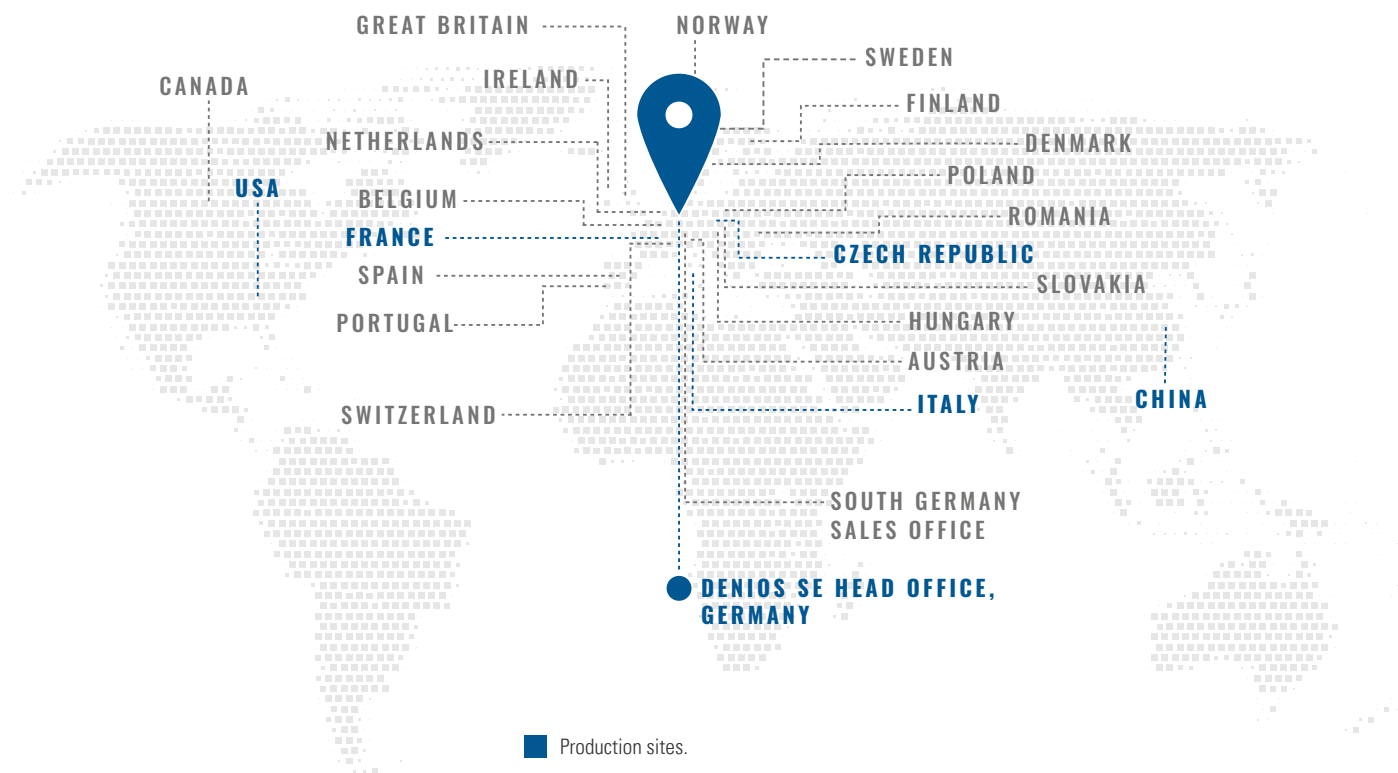 GREAT BRITAIN
NORWAY
SWEDEN
IRELAND
CANADA
FINLAND
NETHERLANDS
DENMARK
POLAND
USA
BELGIUM
ROMANIA
FRANCE
CZECH REPUBLIC
SPAIN
SLOVAKIA
PORTUGAL
HUNGARY
AUSTRIA
CHINA
ITALY
SWITZERLAND
SOUTH GERMANY
SALES OFFICE
DENIOS SE HEAD OFFICE,
GERMANY
Production sites.